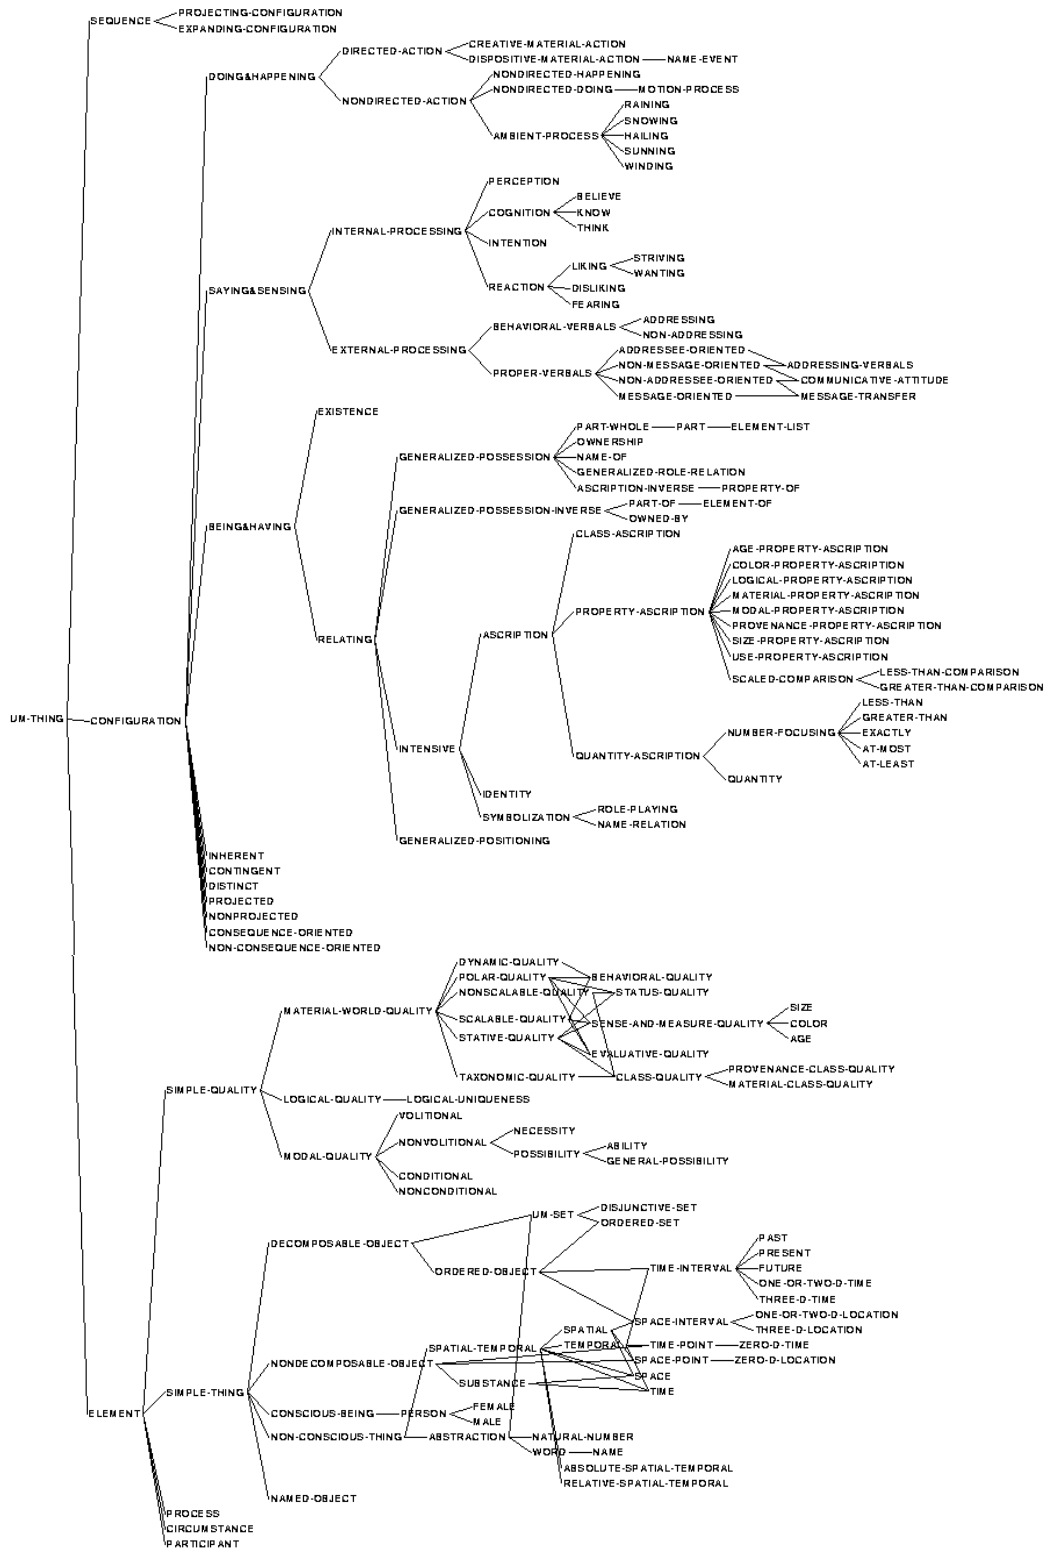 PROJECTING-CONFIGURATION
SEQUENCE
EXPANDING-CONFIGURATION
CREATIVE-MATERIAL-ACTION
DIRECTED-ACTION
DISPOSITIVE-MATERIAL-ACTION NAME-EVENT
DOING&HAPPENING
NONDIRECTED-HAPPENING
NONDIRECTED-DOING MOTION-PROCESS
NONDIRECTED-ACTION
RAINING
SNOWING
AMBIENT-PROCESS HAILING
SUNNING
WINDING
PERCEPTION
BELIEVE
COGNITION KNOW
THINK
INTERNAL-PROCESSING
INTENTION
STRIVING
LIKING
WANTING
REACTION DISLIKING
SAYING&SENSING
FEARING
ADDRESSING
BEHAVIORAL-VERBALS
NON-ADDRESSING
EXTERNAL-PROCESSING ADDRESSEE-ORIENTED
NON-MESSAGE-ORIENTED ADDRESSING-VERBALS
PROPER-VERBALS
NON-ADDRESSEE-ORIENTED COMMUNICATIVE-ATTITUDE
MESSAGE-ORIENTED MESSAGE-TRANSFER
EXISTENCE
PART-WHOLE PART ELEMENT-LIST
OWNERSHIP
GENERALIZED-POSSESSION NAME-OF
GENERALIZED-ROLE-RELATION
ASCRIPTION-INVERSE PROPERTY-OF
PART-OF ELEMENT-OF
GENERALIZED-POSSESSION-INVERSE
OWNED-BY
BEING&HAVING
CLASS-ASCRIPTION
AGE-PROPERTY-ASCRIPTION
COLOR-PROPERTY-ASCRIPTION
LOGICAL-PROPERTY-ASCRIPTION
MATERIAL-PROPERTY-ASCRIPTION
PROPERTY-ASCRIPTION MODAL-PROPERTY-ASCRIPTION
PROVENANCE-PROPERTY-ASCRIPTION
RELATING ASCRIPTION SIZE-PROPERTY-ASCRIPTION
USE-PROPERTY-ASCRIPTION
LESS-THAN-COMPARISON
SCALED-COMPARISON
GREATER-THAN-COMPARISON
LESS-THAN
UM-THING CONFIGURATION GREATER-THAN
NUMBER-FOCUSING EXACTLY
INTENSIVE AT-MOST
QUANTITY-ASCRIPTION
AT-LEAST
QUANTITY
IDENTITY
ROLE-PLAYING
SYMBOLIZATION
NAME-RELATION
GENERALIZED-POSITIONING
INHERENT
CONTINGENT
DISTINCT
PROJECTED
NONPROJECTED
CONSEQUENCE-ORIENTED
NON-CONSEQUENCE-ORIENTED
DYNAMIC-QUALITY
POLAR-QUALITY BEHAVIORAL-QUALITY
NONSCALABLE-QUALITY STATUS-QUALITY
MATERIAL-WORLD-QUALITY SIZE
SCALABLE-QUALITY SENSE-AND-MEASURE-QUALITY COLOR
STATIVE-QUALITY AGE
EVALUATIVE-QUALITY
PROVENANCE-CLASS-QUALITY
TAXONOMIC-QUALITY CLASS-QUALITY
MATERIAL-CLASS-QUALITY
SIMPLE-QUALITY
LOGICAL-QUALITY LOGICAL-UNIQUENESS
VOLITIONAL
NECESSITY
NONVOLITIONAL
ABILITY
MODAL-QUALITY POSSIBILITY
GENERAL-POSSIBILITY
CONDITIONAL
NONCONDITIONAL
DISJUNCTIVE-SET
UM-SET
ORDERED-SET
PAST
DECOMPOSABLE-OBJECT
PRESENT
ORDERED-OBJECT TIME-INTERVAL FUTURE
ONE-OR-TWO-D-TIME
THREE-D-TIME
ONE-OR-TWO-D-LOCATION
SPACE-INTERVAL
SPATIAL THREE-D-LOCATION
SPATIAL-TEMPORAL TEMPORAL TIME-POINT ZERO-D-TIME
NONDECOMPOSABLE-OBJECT SPACE-POINT ZERO-D-LOCATION
SPACE
SUBSTANCE
SIMPLE-THING TIME
FEMALE
ELEMENT CONSCIOUS-BEING PERSON
MALE
NON-CONSCIOUS-THING ABSTRACTION NATURAL-NUMBER
WORD NAME
ABSOLUTE-SPATIAL-TEMPORAL
RELATIVE-SPATIAL-TEMPORAL
NAMED-OBJECT
PROCESS
CIRCUMSTANCE
PARTICIPANT